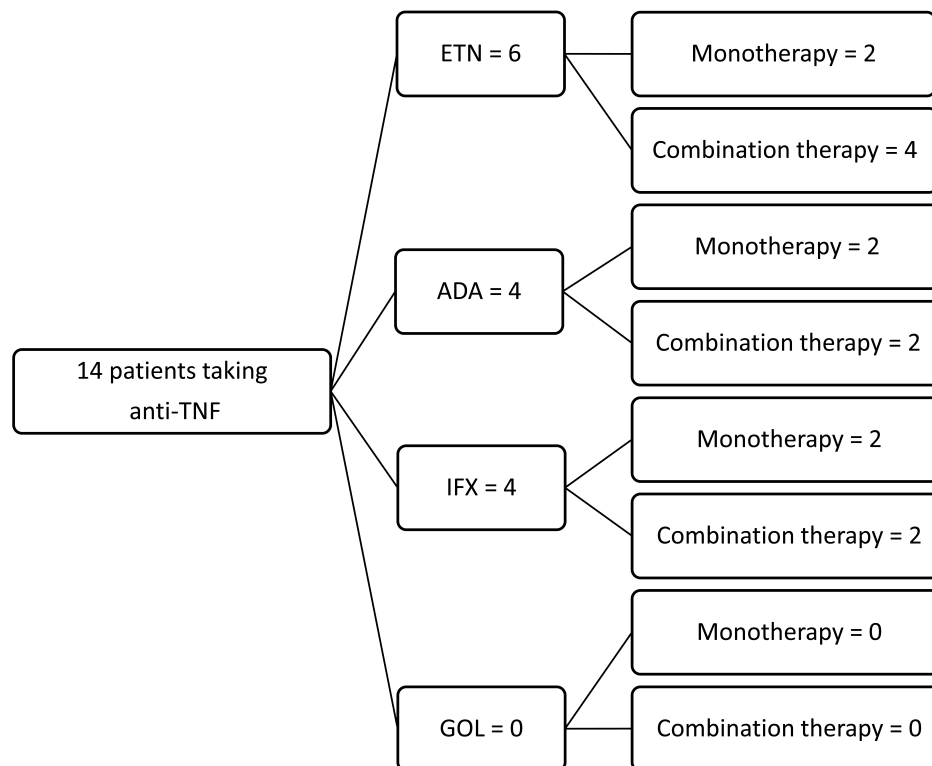 ETN = 6
Monotherapy = 2
Combination therapy = 4
ADA = 4
Monotherapy = 2
Combination therapy = 2
14 patients taking
anti-TNF
IFX = 4
Monotherapy = 2
Combination therapy = 2
GOL = 0
Monotherapy = 0
Combination therapy = 0